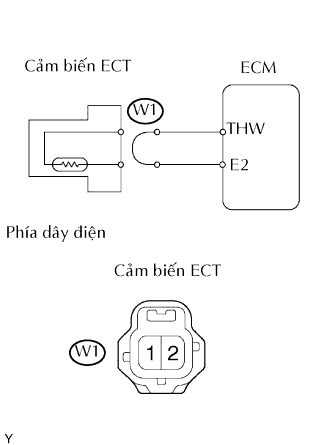 Cảm biến ECT
ECM
W1
THW
E2
Phía dây điện
Cảm biến ECT
W1
1 2
Y